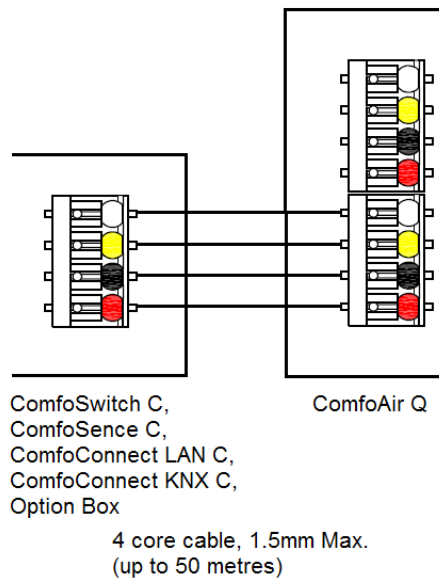 ComfoSwitch C,
ComfoSence C,
ComfoConnect LAN C,
ComfoConnect KNX C,
Option Box
ComfoAir Q
4 core cable, 1.5mm Max.
(up to 50 metres)